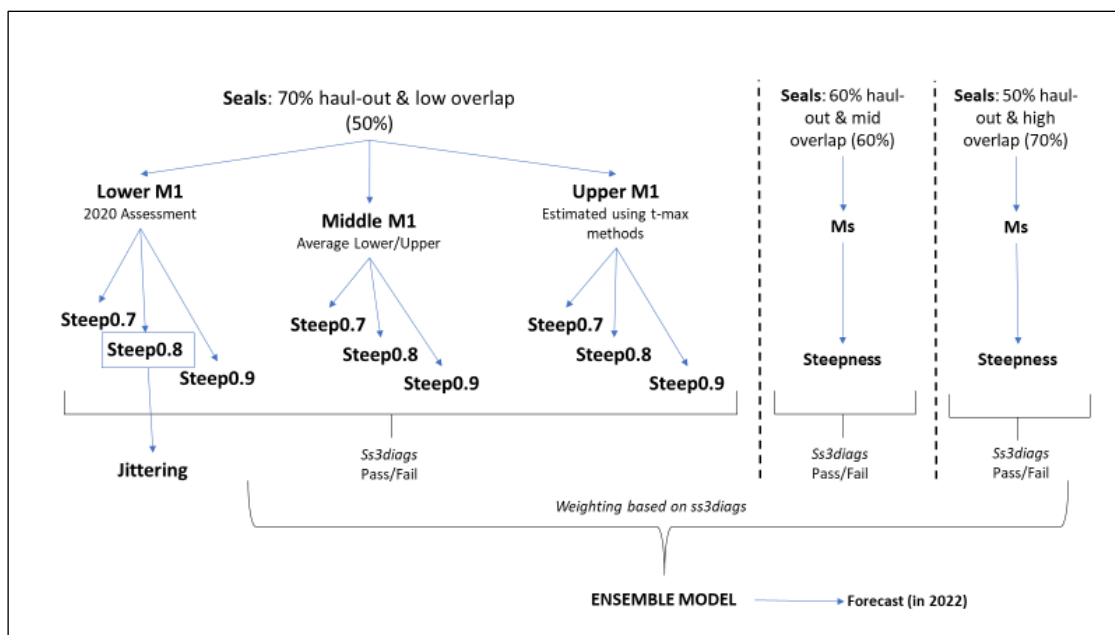 Seals: 70% haul-out & low overlap
(50%)
Seals: 60% haul-
out & mid
overlap (60%)
Seals: 50% haul-
out & high
overlap (70%)
Lower M1
2020 Assessment
Middle M1
Average Lower/Upper
Upper M1
Estimated using t-max
methods
Ms
Ms
Steep0.7
Steep0.8
Steep0.9
Steep0.7
Steep0.8
Steep0.9
Steep0.7
Steep0.8
Steep0.9
Steepness
Steepness
Jittering
Ss3diags
Pass/Fail
Ss3diags
Pass/Fail
Ss3diags
Pass/Fail
Weighting based on ss3diags
ENSEMBLE MODEL
Forecast (in 2022)